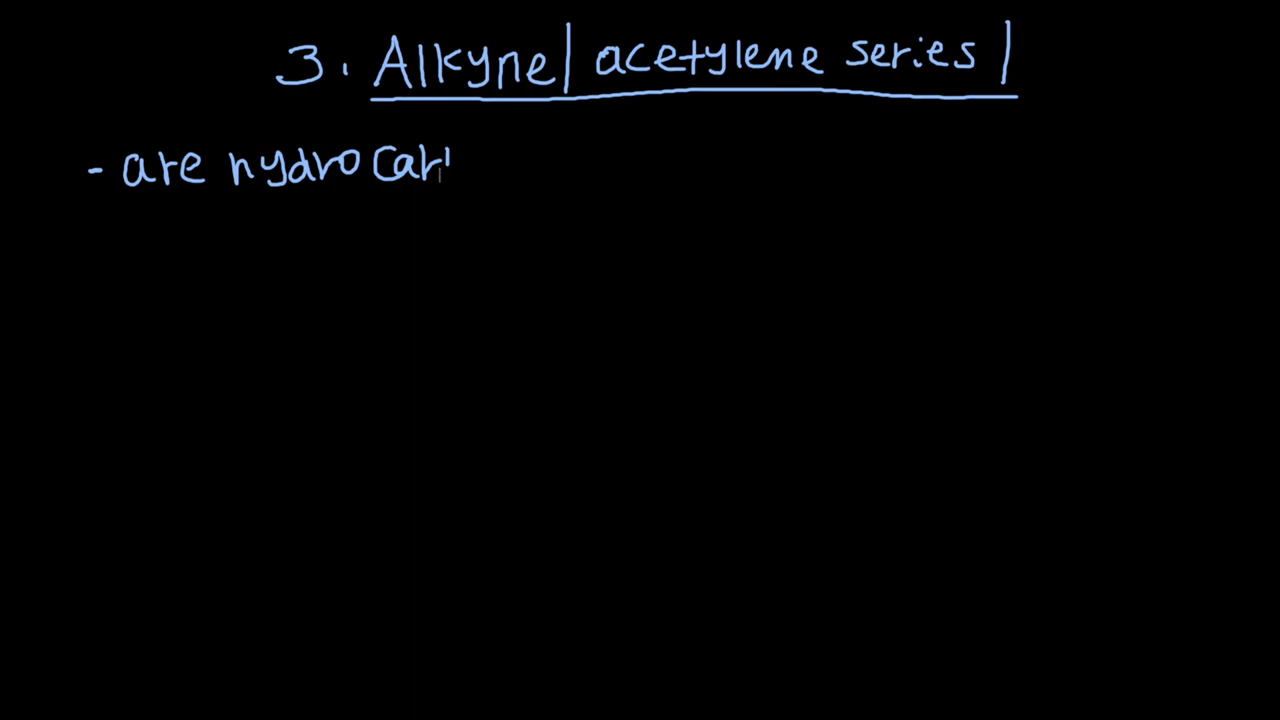 3. Alkyne| acetylene series |
- are hydrocar